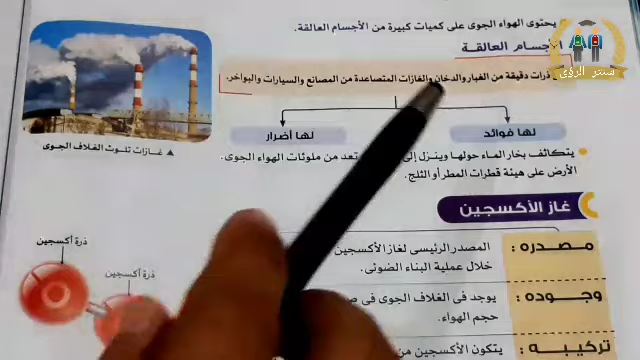 يحتوى الهواء الجوى على كميات كبيرة من الأجسام العالقة.
الأجسام العالقة
ذرات دقيقة من الغبار والدخان والغازات المتصاعدة من المصانع والسيارات والبواخر.
لها فوائد
لها أضرار
يتكاثف بخار الماء حولها وينزل إلى
الأرض على هيئة قطرات المطر أو الثلج.
تعد من ملوثات الهواء الجوى.
غازات تلوث الغلاف الجوى
سنتر الرؤى
غاز الأكسجين
مصدره :
المصدر الرئيسى لغاز الأكسجين
خلال عملية البناء الضوئى.
وجوده :
يوجد فى الغلاف الجوى فى
حجم الهواء.
تركيبه :
يتكون الأكسجين من
ذرة أكسجين
ذرة أكسجين